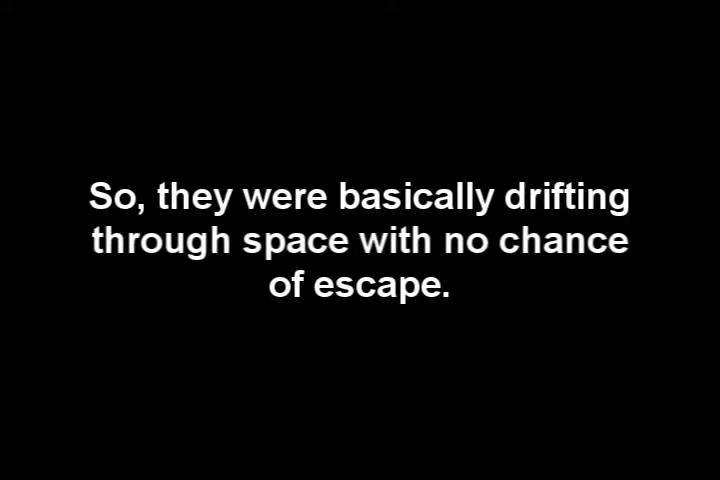 So, they were basically drifting
through space with no chance
of escape.